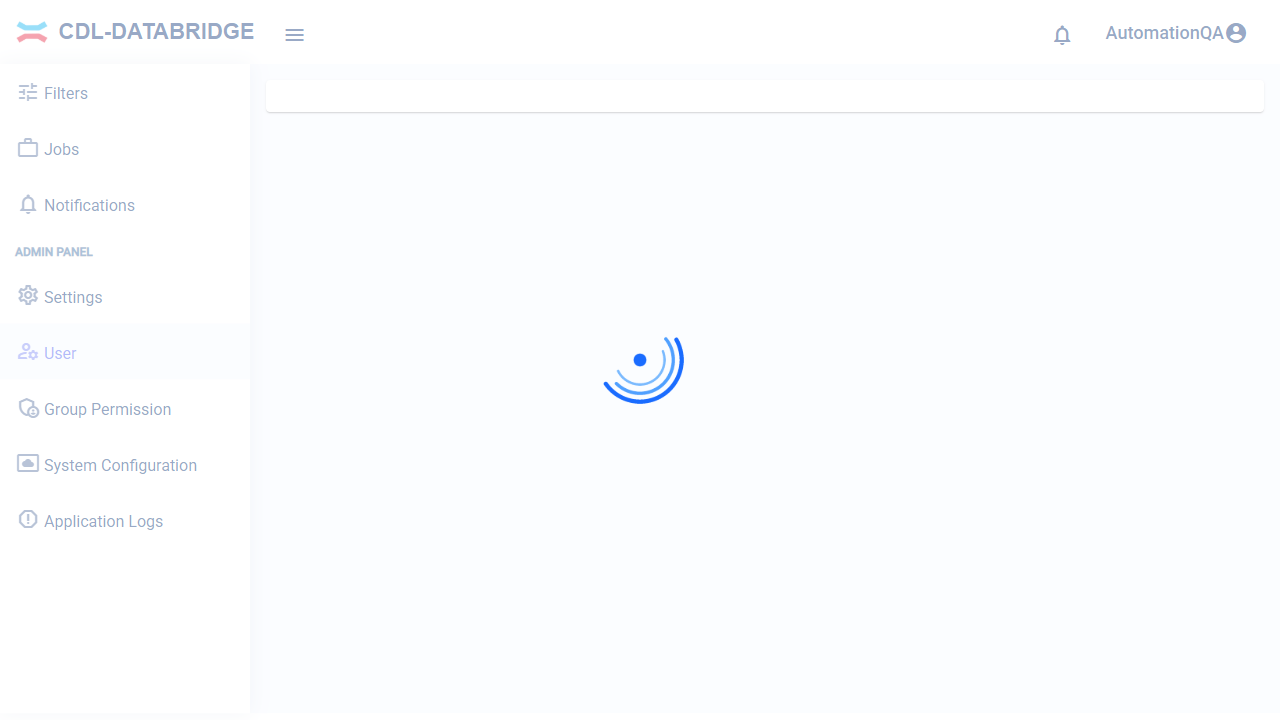 CDL-DATABRIDGE
AutomationQA
Filters
Jobs
Notifications
ADMIN PANEL
Settings
User
Group Permission
System Configuration
Application Logs